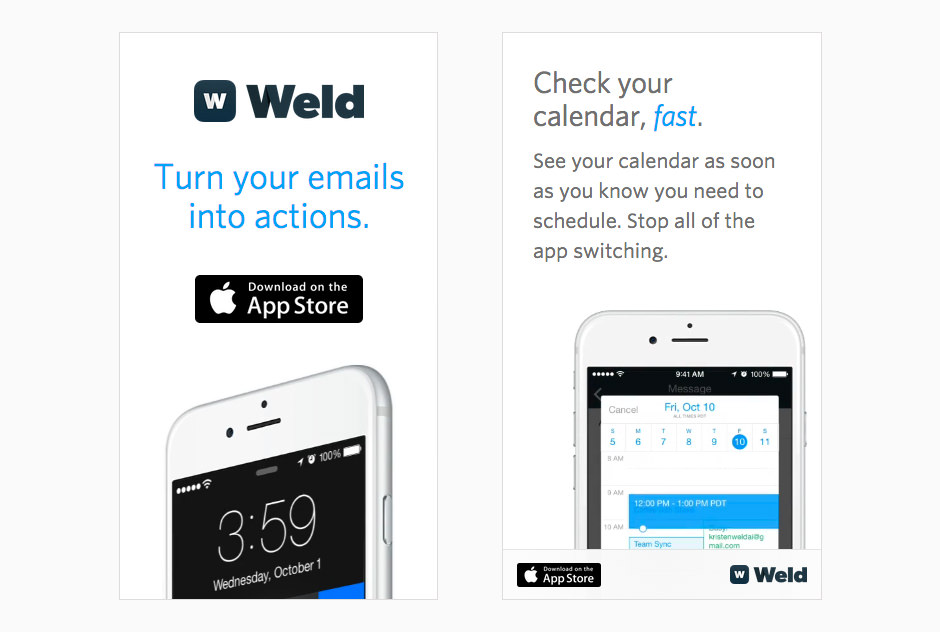 W Weld
Turn your emails
into actions.
Download on the
App Store
100%
3:59
Wednesday, October 1
Check your
calendar, fast.
See your calendar as soon
as you know you need to
schedule. Stop all of the
app switching.
9:41 AM 100%
Message
Cancel Fri, Oct 10
ALL TIMES PDT
S M T W T F S
5 6 7 8 9 10 11
8 AM
9 AM
12:00 PM - 1:00 PM PDT
10 AM
kristenweldai@g
Team Sync mail.com
Download on the
App Store
W Weld